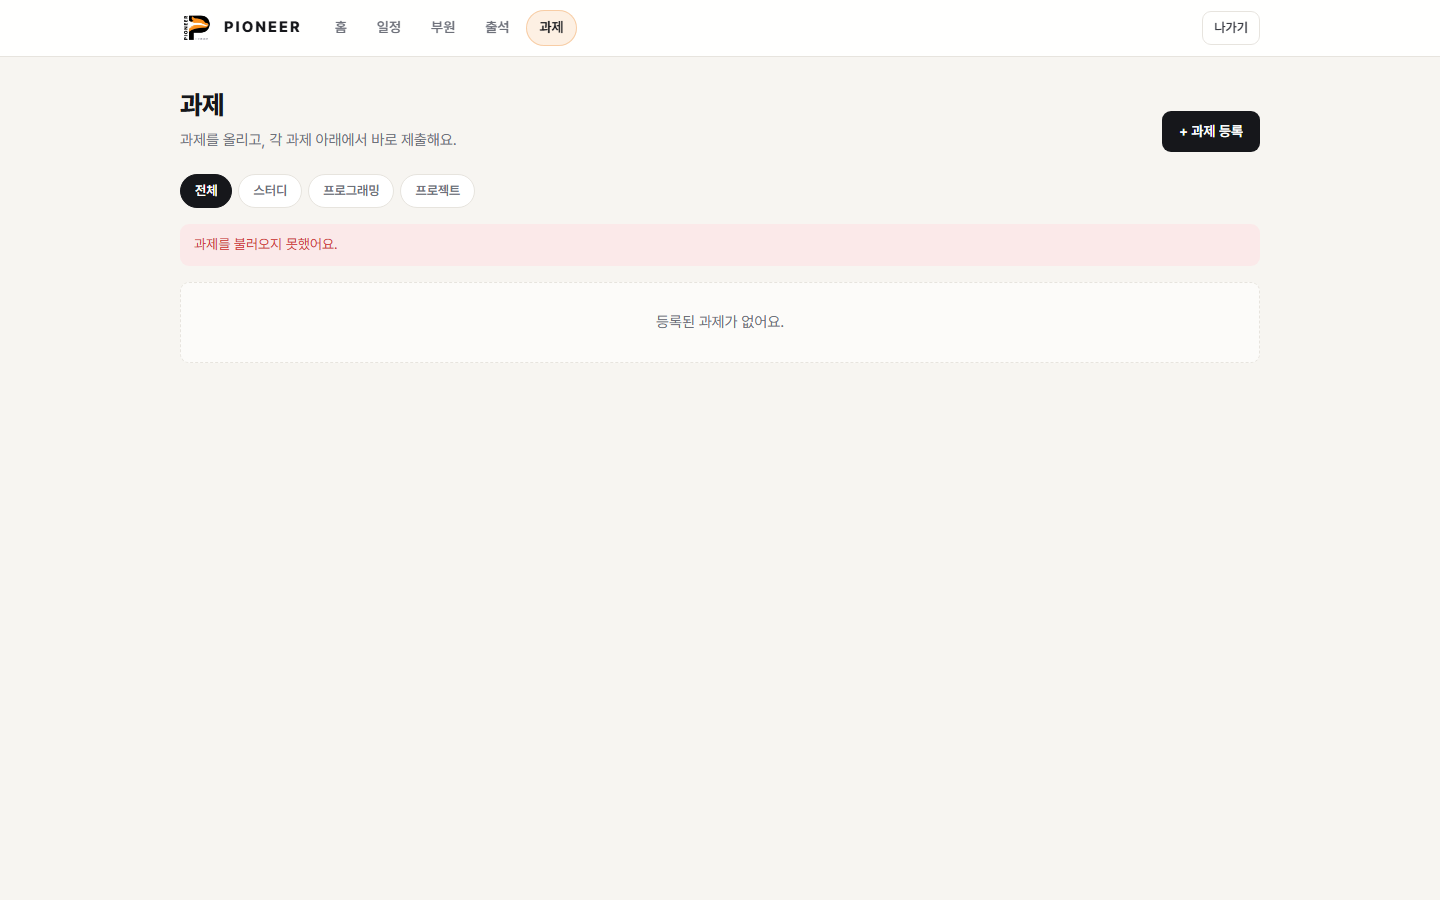 PIONEER
PIONEER
홈
일정
부원
출석
과제
나가기
과제
과제를 올리고, 각 과제 아래에서 바로 제출해요.
+ 과제 등록
전체
스터디
프로그래밍
프로젝트
과제를 불러오지 못했어요.
등록된 과제가 없어요.